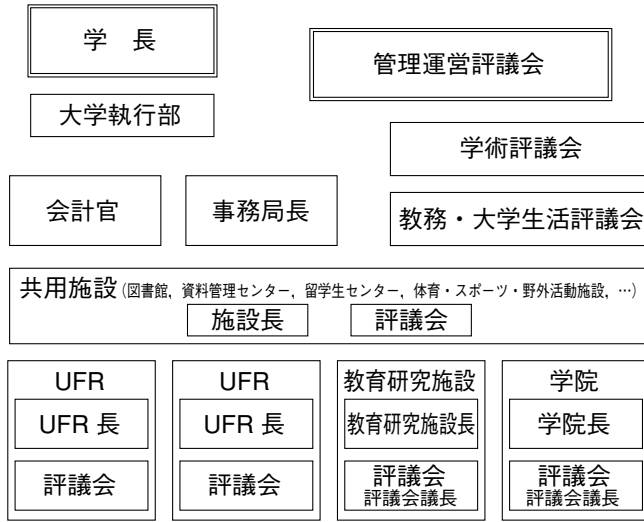 学 長
管理運営評議会
大学執行部
学術評議会
会計官
事務局長
教務・大学生活評議会
共用施設(図書館,資料管理センター,留学生センター,体育・スポーツ・野外活動施設,…)
施設長
評議会
UFR
UFR 長
評議会
UFR
UFR 長
評議会
教育研究施設
教育研究施設長
評議会
評議会議長
学院
学院長
評議会
評議会議長